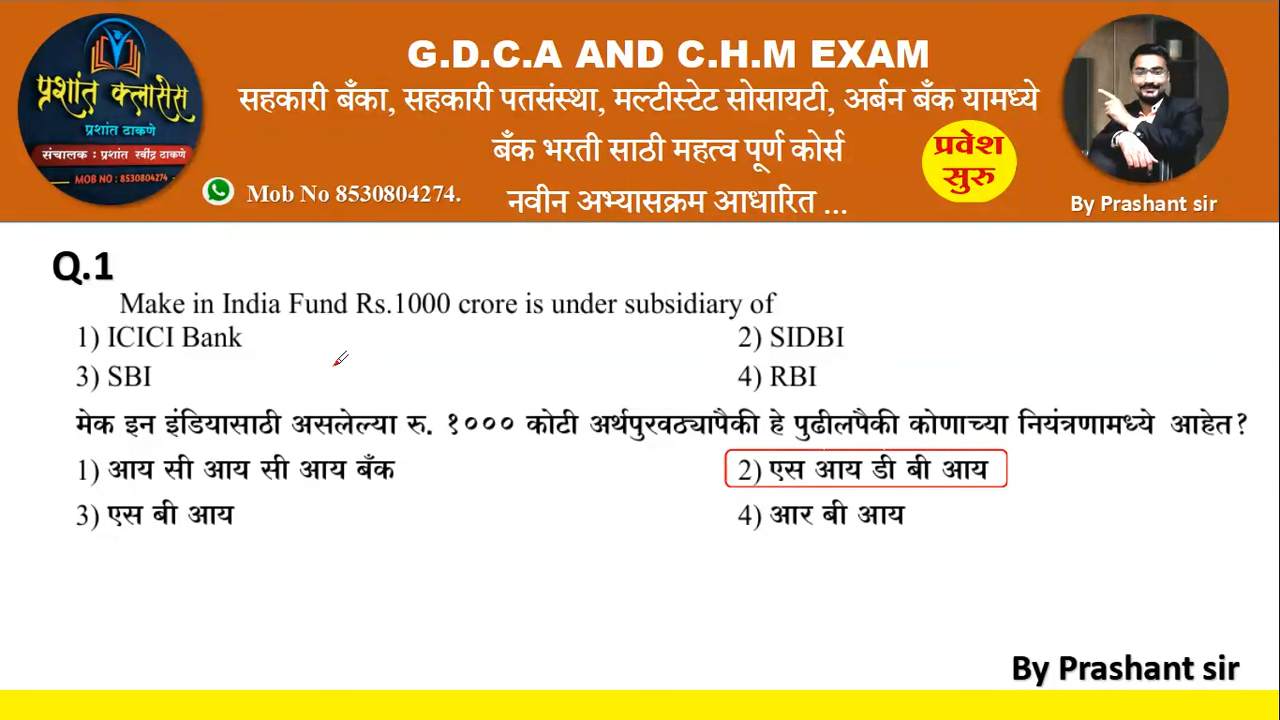 प्रशांत क्लासेस
प्रशांत ठाकणे
संचालक : प्रशांत रवींद्र ठाकणे
MOB NO : 8530804274
G.D.C.A AND C.H.M EXAM
सहकारी बँका, सहकारी पतसंस्था, मल्टीस्टेट सोसायटी, अर्बन बँक यामध्ये
बँक भरती साठी महत्व पूर्ण कोर्स
Mob No 8530804274.
नवीन अभ्यासक्रम आधारित ...
प्रवेश
सुरु
By Prashant sir
Q.1
Make in India Fund Rs.1000 crore is under subsidiary of
1) ICICI Bank 2) SIDBI
3) SBI 4) RBI
मेक इन इंडियासाठी असलेल्या रु. १००० कोटी अर्थपुरवठ्यापैकी हे पुढीलपैकी कोणाच्या नियंत्रणामध्ये आहेत?
1) आय सी आय सी आय बँक 2) एस आय डी बी आय
3) एस बी आय 4) आर बी आय
By Prashant sir